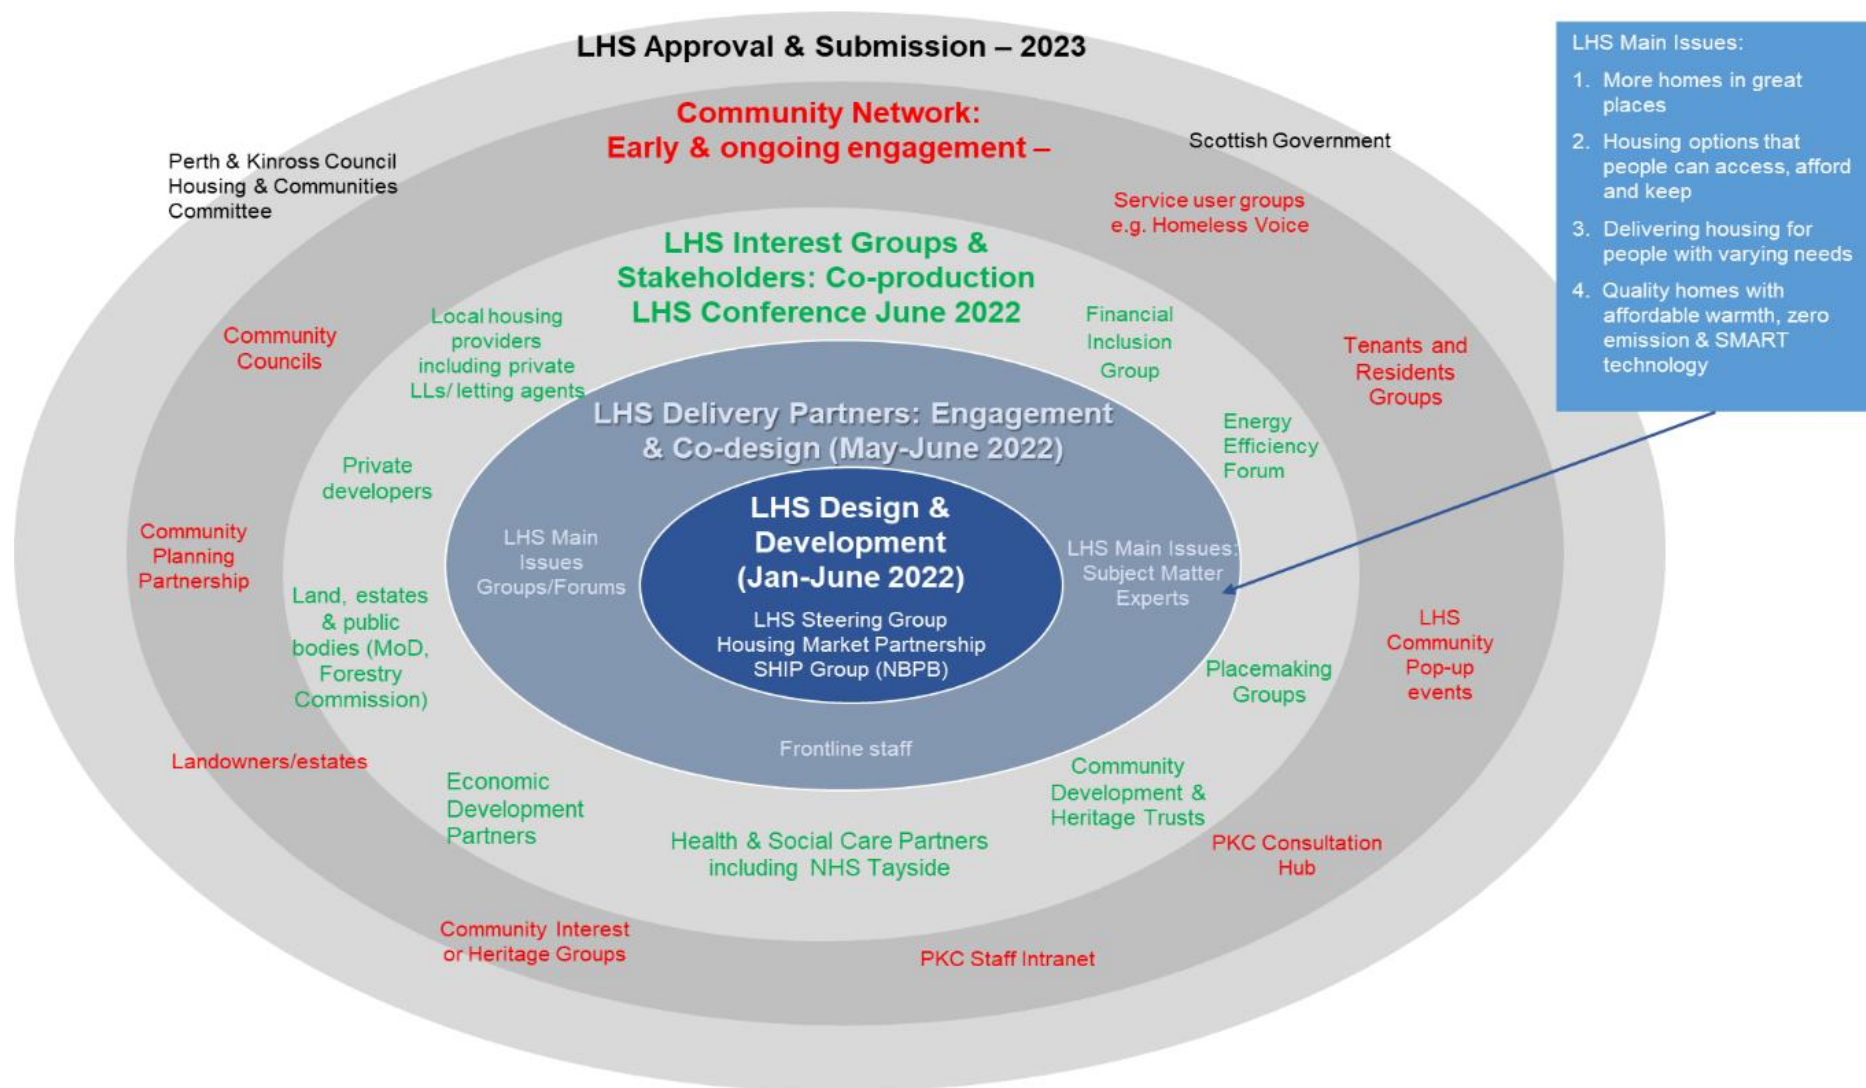 LHS Approval & Submission – 2023
Community Network:
Early & ongoing engagement –
Perth & Kinross Council
Housing & Communities
Committee
Scottish Government
Service user groups
e.g. Homeless Voice
LHS Interest Groups &
Stakeholders: Co-production
LHS Conference June 2022
Community
Councils
Local housing
providers
including private
LLs/ letting agents
Financial
Inclusion
Group
Tenants and
Residents
Groups
LHS Delivery Partners: Engagement
& Co-design (May-June 2022)
Energy
Efficiency
Forum
Private
developers
Community
Planning
Partnership
LHS Main
Issues
Groups/Forums
LHS Design &
Development
(Jan-June 2022)
LHS Steering Group
Housing Market Partnership
SHIP Group (NBPB)
LHS Main Issues:
Subject Matter
Experts
Land, estates
& public
bodies (MoD,
Forestry
Commission)
LHS
Community
Pop-up
events
Placemaking
Groups
Frontline staff
Landowners/estates
Economic
Development
Partners
Community
Development &
Heritage Trusts
Health & Social Care Partners
including NHS Tayside
PKC Consultation
Hub
Community Interest
or Heritage Groups
PKC Staff Intranet
LHS Main Issues:
1. More homes in great
places
2. Housing options that
people can access, afford
and keep
3. Delivering housing for
people with varying needs
4. Quality homes with
affordable warmth, zero
emission & SMART
technology